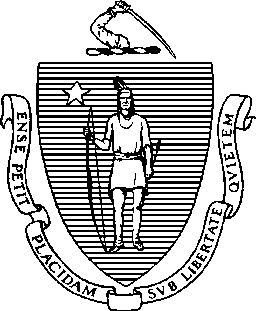 ENSE PETIT
PLACIDAM
SVB LIBERTATE
QVIETEM